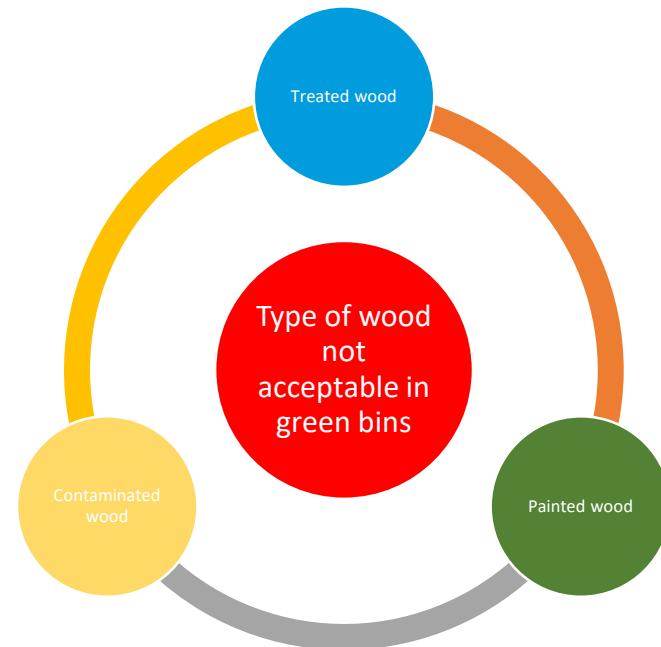 Treated wood
Type of wood
not
acceptable in
green bins
Contaminated
wood
Painted wood